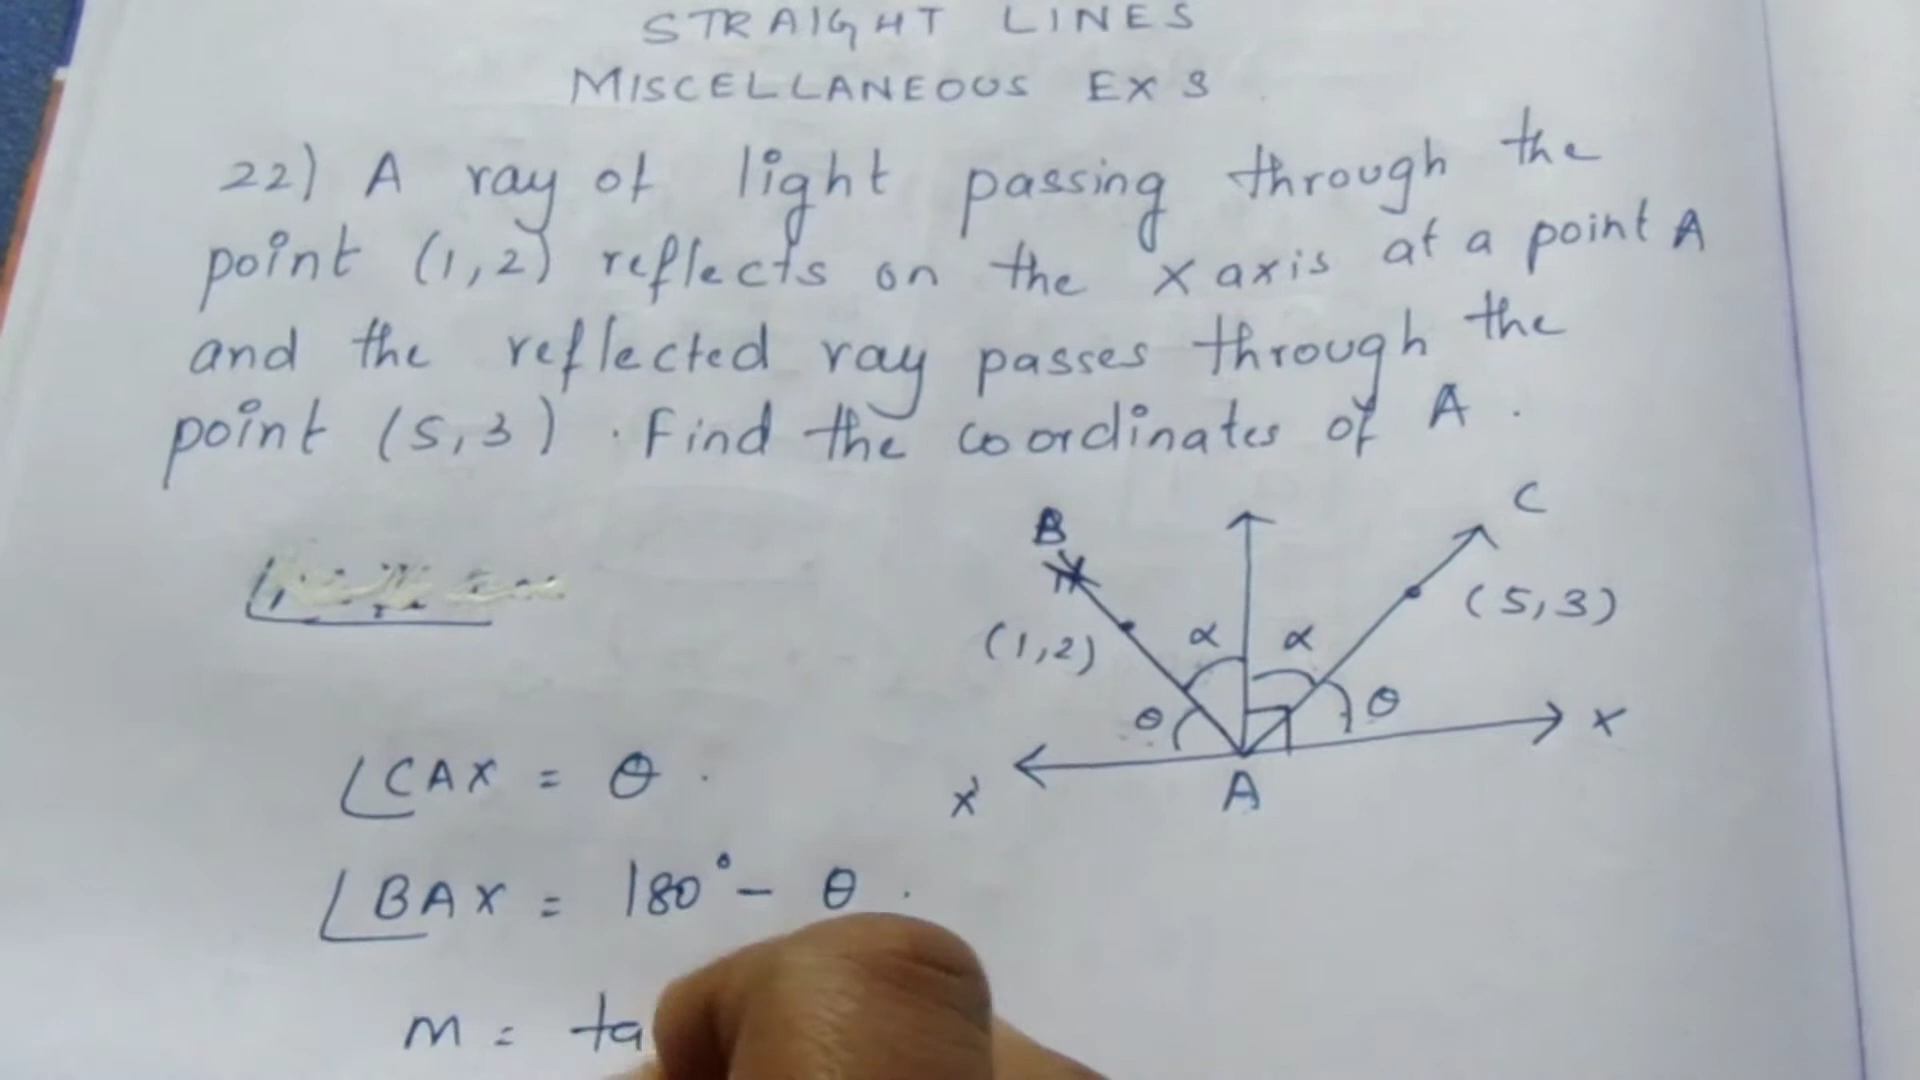 STRAIGHT LINES
MISCELLANEOUS EX 3
22) A ray of light passing through the
point (1,2) reflects on the x axis at a point A
and the reflected ray passes through the
point (5,3). Find the coordinates of A.
B
C
(1,2)
α
α
(5,3)
θ
θ
X
X'
A
∠CAX = θ.
∠BAX = 180° - θ.
m = ta